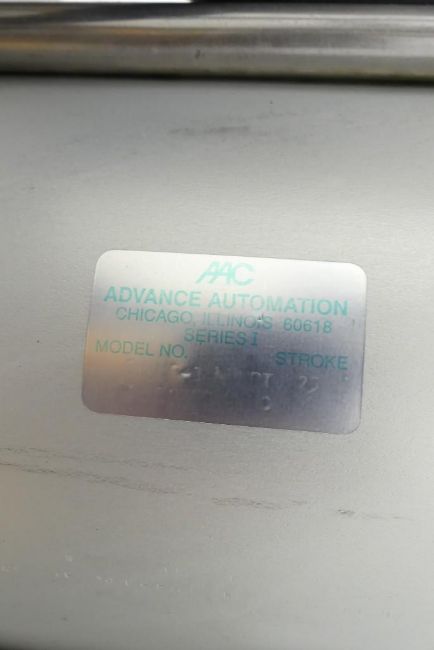 AAC
ADVANCE AUTOMATION
CHICAGO, ILLINOIS 60618
SERIES I
MODEL NO. STROKE